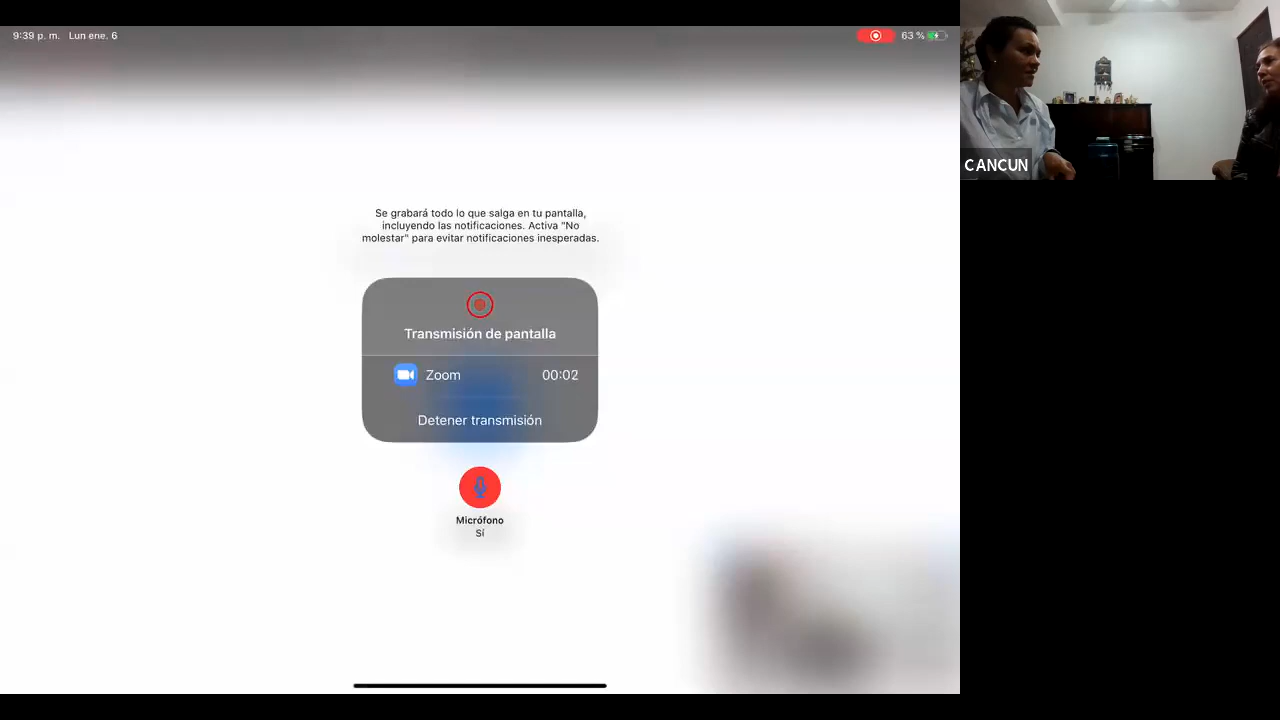 9:39 p. m. Lun ene. 6
63 %
CANCUN
Se grabará todo lo que salga en tu pantalla,
incluyendo las notificaciones. Activa "No
molestar" para evitar notificaciones inesperadas.
Transmisión de pantalla
Zoom 00:02
Detener transmisión
Micrófono
Sí